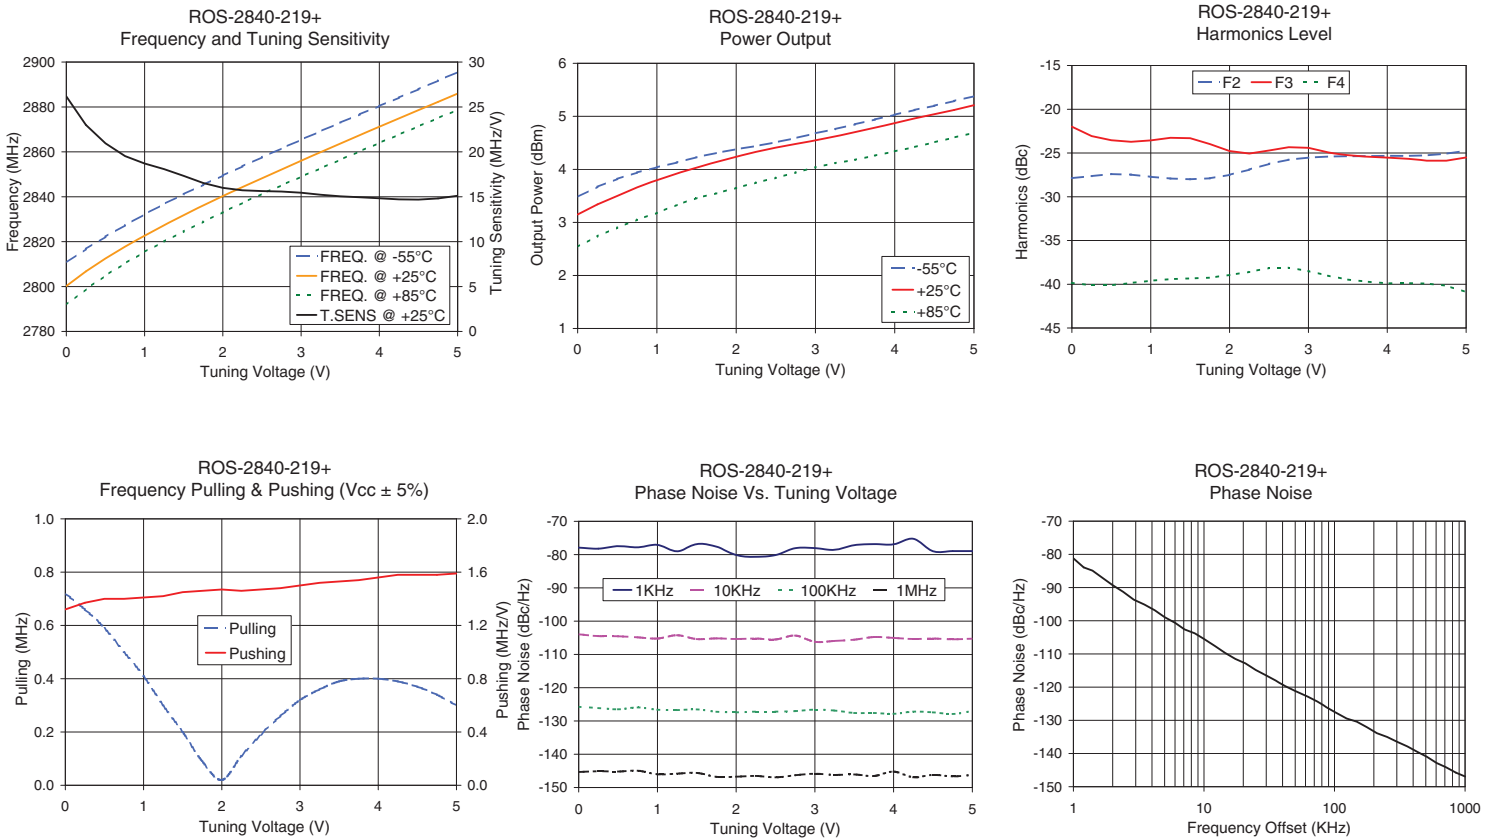 ROS-2840-219+
Frequency and Tuning Sensitivity
2900
2880
2860
2840
2820
2800
2780
Frequency (MHz)
30
25
20
15
10
5
0
Tuning Sensitivity (MHz/V)
FREQ. @ -55°C
FREQ. @ +25°C
FREQ. @ +85°C
T.SENS @ +25°C
0 1 2 3 4 5
Tuning Voltage (V)
ROS-2840-219+
Power Output
6
5
4
3
2
1
Output Power (dBm)
-55°C
+25°C
+85°C
0 1 2 3 4 5
Tuning Voltage (V)
ROS-2840-219+
Harmonics Level
-15
-20
-25
-30
-35
-40
-45
Harmonics (dBc)
F2 F3 F4
0 1 2 3 4 5
Tuning Voltage (V)
ROS-2840-219+
Frequency Pulling & Pushing (Vcc ± 5%)
1.0
0.8
0.6
0.4
0.2
0.0
Pulling (MHz)
2.0
1.6
1.2
0.8
0.4
0.0
Pushing (MHz/V)
Pulling
Pushing
0 1 2 3 4 5
Tuning Voltage (V)
ROS-2840-219+
Phase Noise Vs. Tuning Voltage
-70
-80
-90
-100
-110
-120
-130
-140
-150
Phase Noise (dBc/Hz)
1KHz 10KHz 100KHz 1MHz
0 1 2 3 4 5
Tuning Voltage (V)
ROS-2840-219+
Phase Noise
-70
-80
-90
-100
-110
-120
-130
-140
-150
Phase Noise (dBc/Hz)
1 10 100 1000
Frequency Offset (KHz)